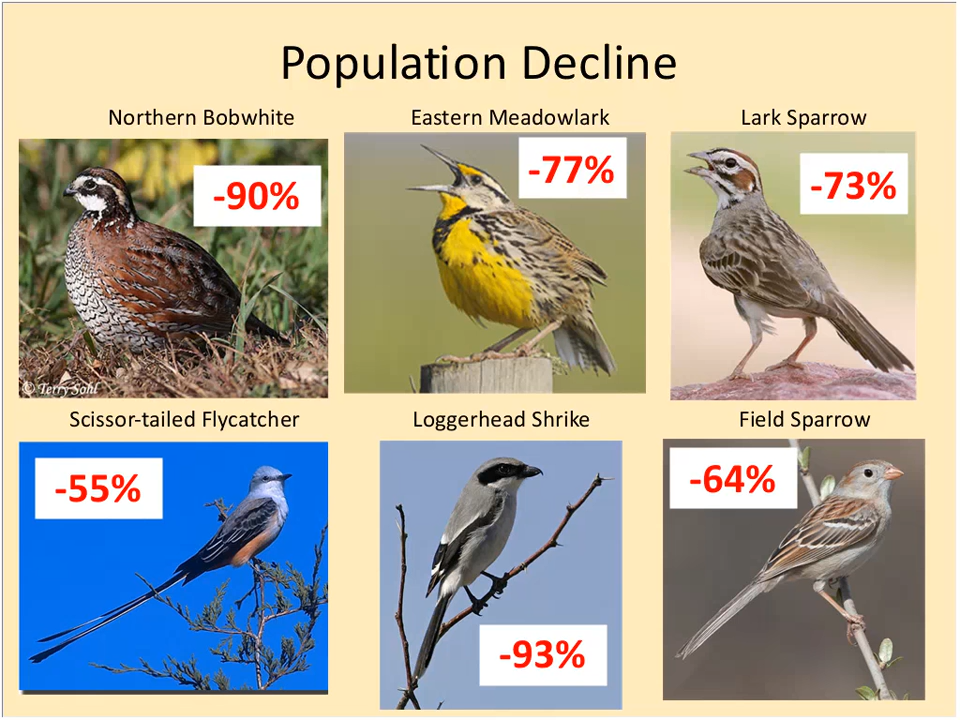 Population Decline
Northern Bobwhite
Eastern Meadowlark
Lark Sparrow
-90%
-77%
-73%
© Terry Sohl
Scissor-tailed Flycatcher
Loggerhead Shrike
Field Sparrow
-55%
-93%
-64%